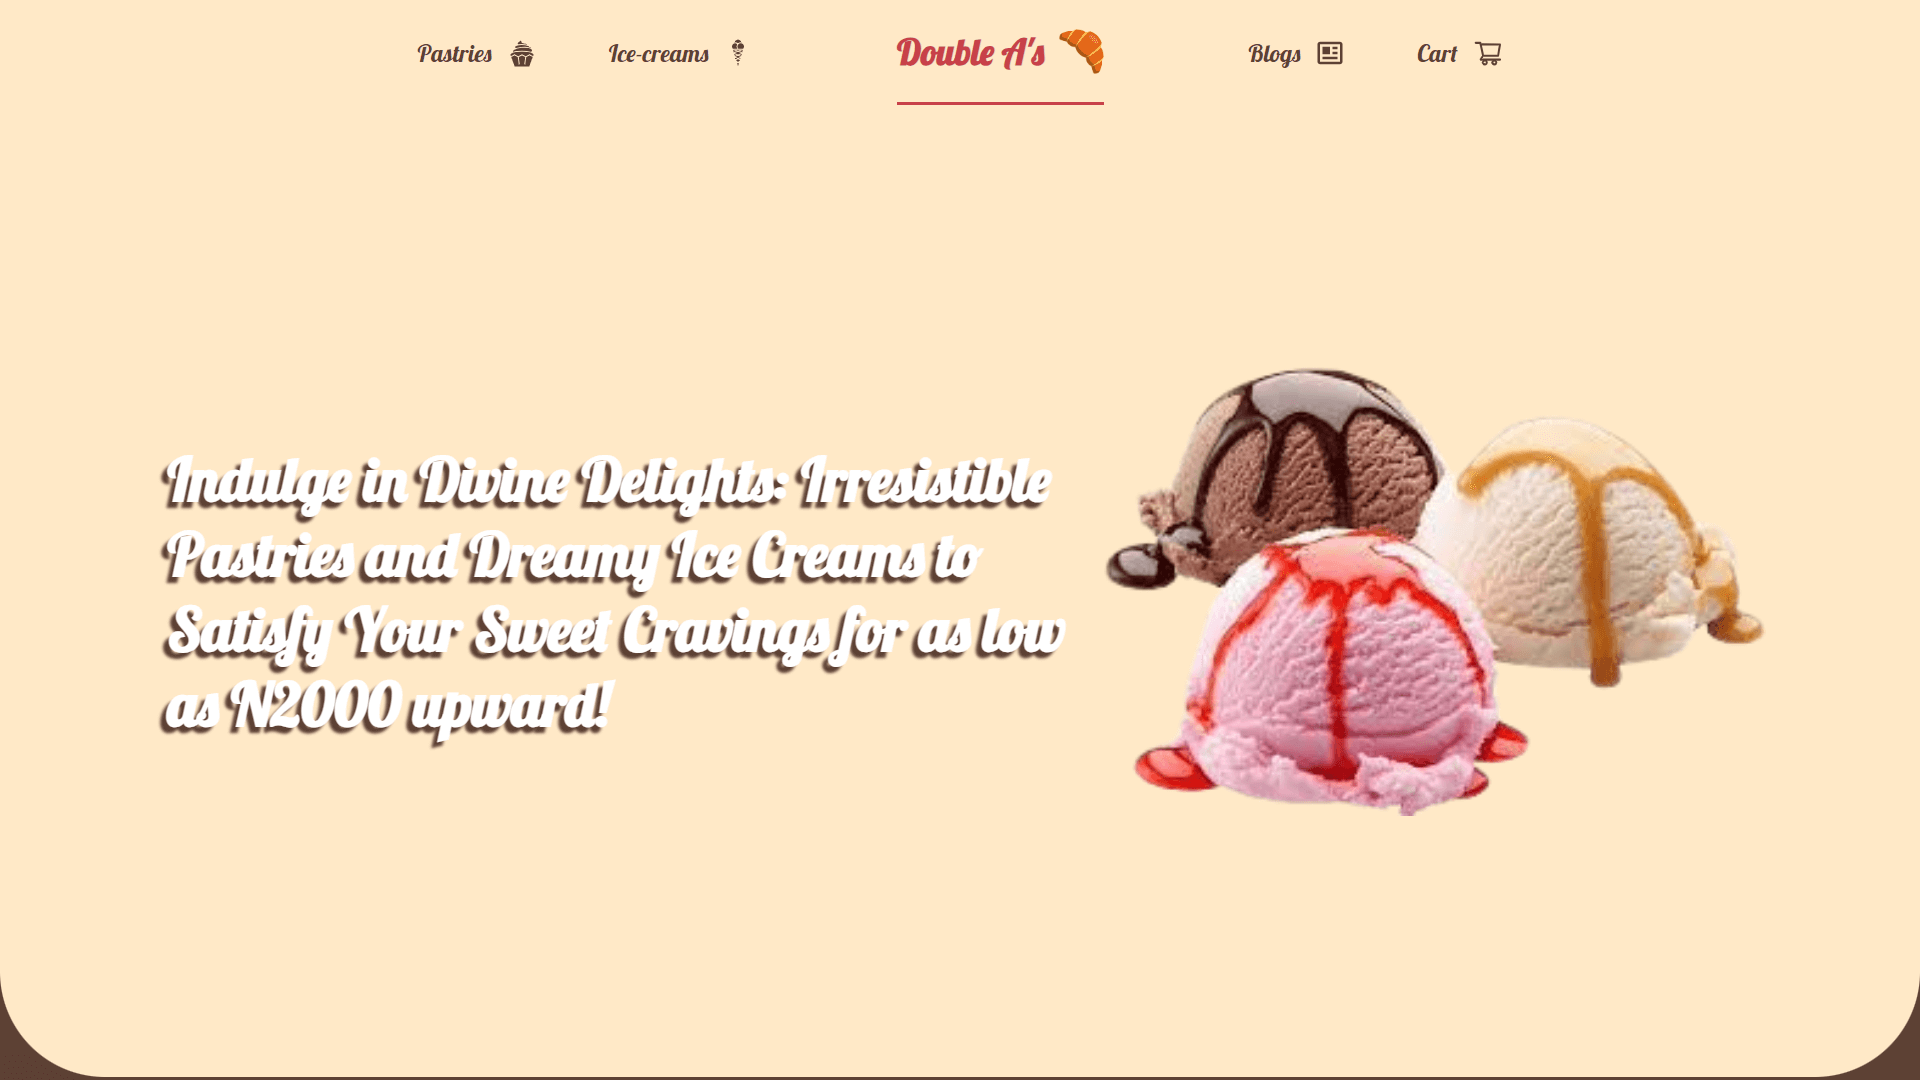 Pastries
Ice-creams
Double A's
Blogs
Cart
Indulge in Divine Delights: Irresistible
Pastries and Dreamy Ice Creams to
Satisfy Your Sweet Cravings for as low
as N2000 upward!